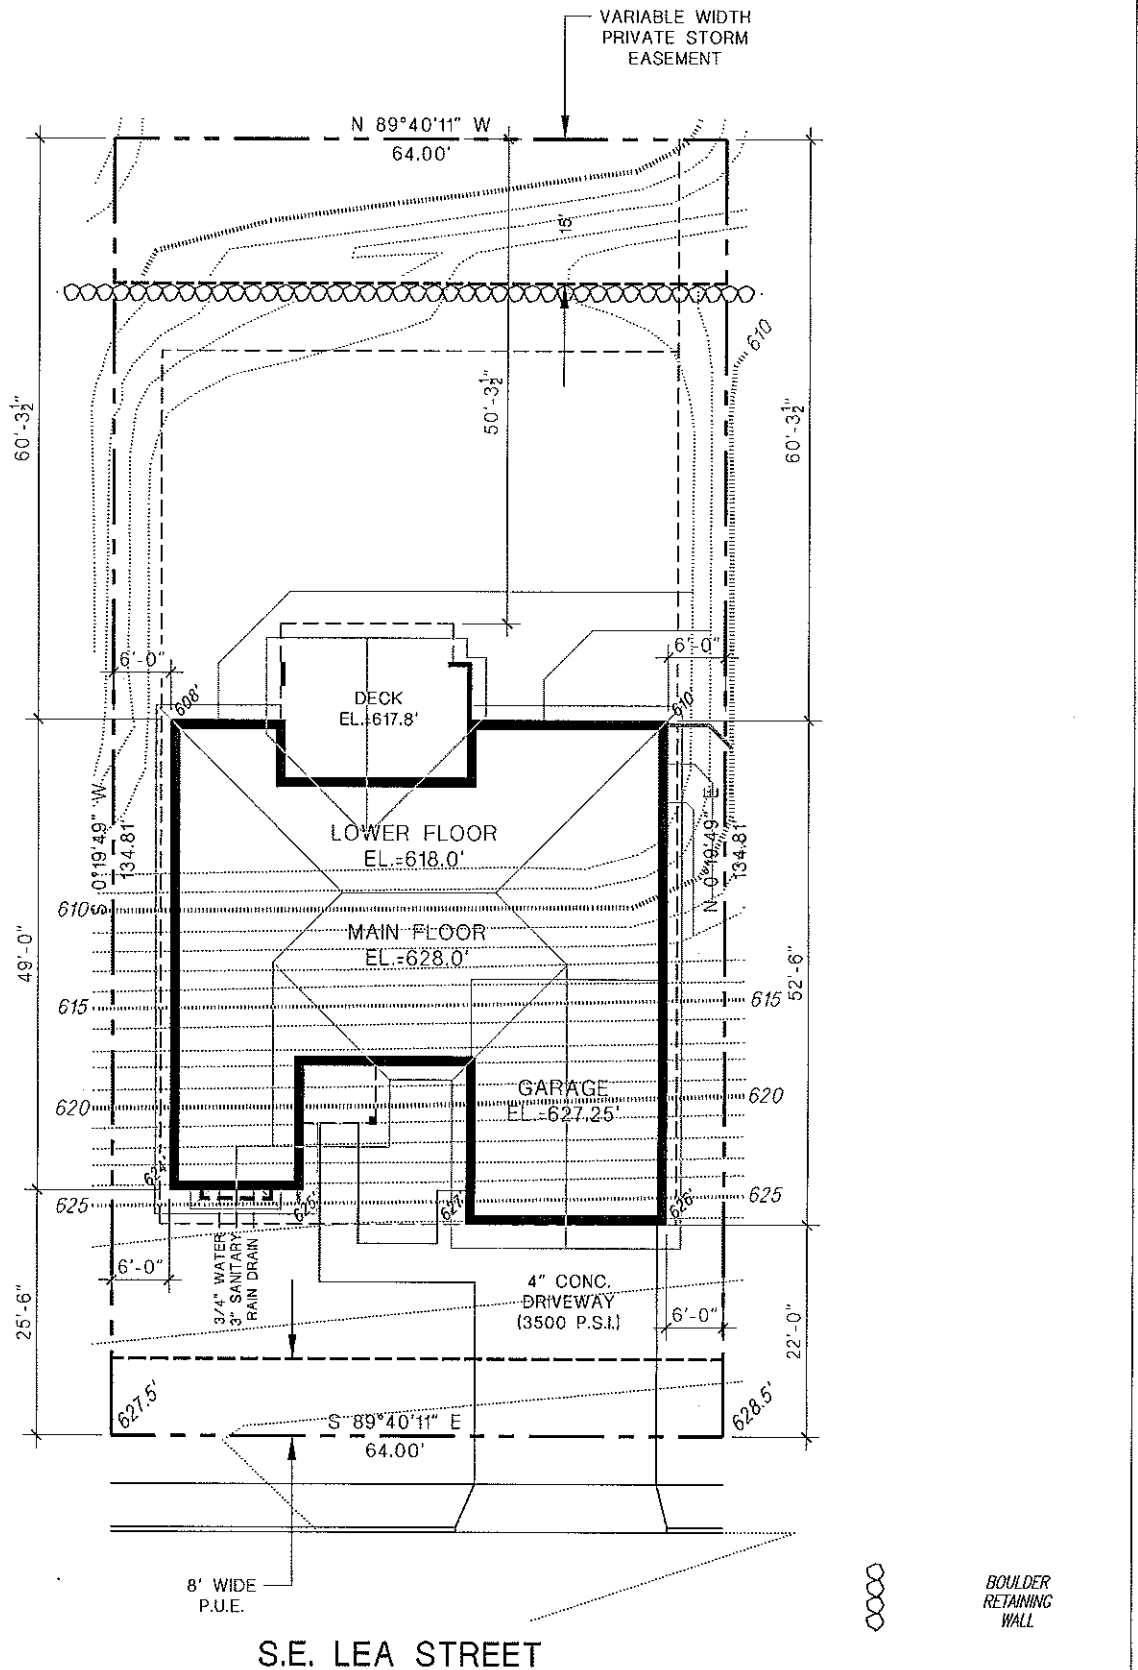 VARIABLE WIDTH
PRIVATE STORM
EASEMENT
N 89°40'11" W
64.00'
15'
610
60'-3½"
50'-3½"
60'-3½"
6'-0"
6'-0"
608'
610'
DECK
EL.=617.8'
S 0°19'49" W
134.81'
N 0°19'49" E
134.81'
LOWER FLOOR
EL.=618.0'
610
MAIN FLOOR
EL.=628.0'
49'-0"
52'-6"
615
615
GARAGE
EL.=627.25'
620
620
625
625
625'
627'
626'
6'-0"
3/4" WATER
3" SANITARY
RAIN DRAIN
4" CONC.
DRIVEWAY
(3500 P.S.I.)
6'-0"
25'-6"
22'-0"
627.5'
628.5'
S 89°40'11" E
64.00'
8' WIDE
P.U.E.
BOULDER
RETAINING
WALL
S.E. LEA STREET